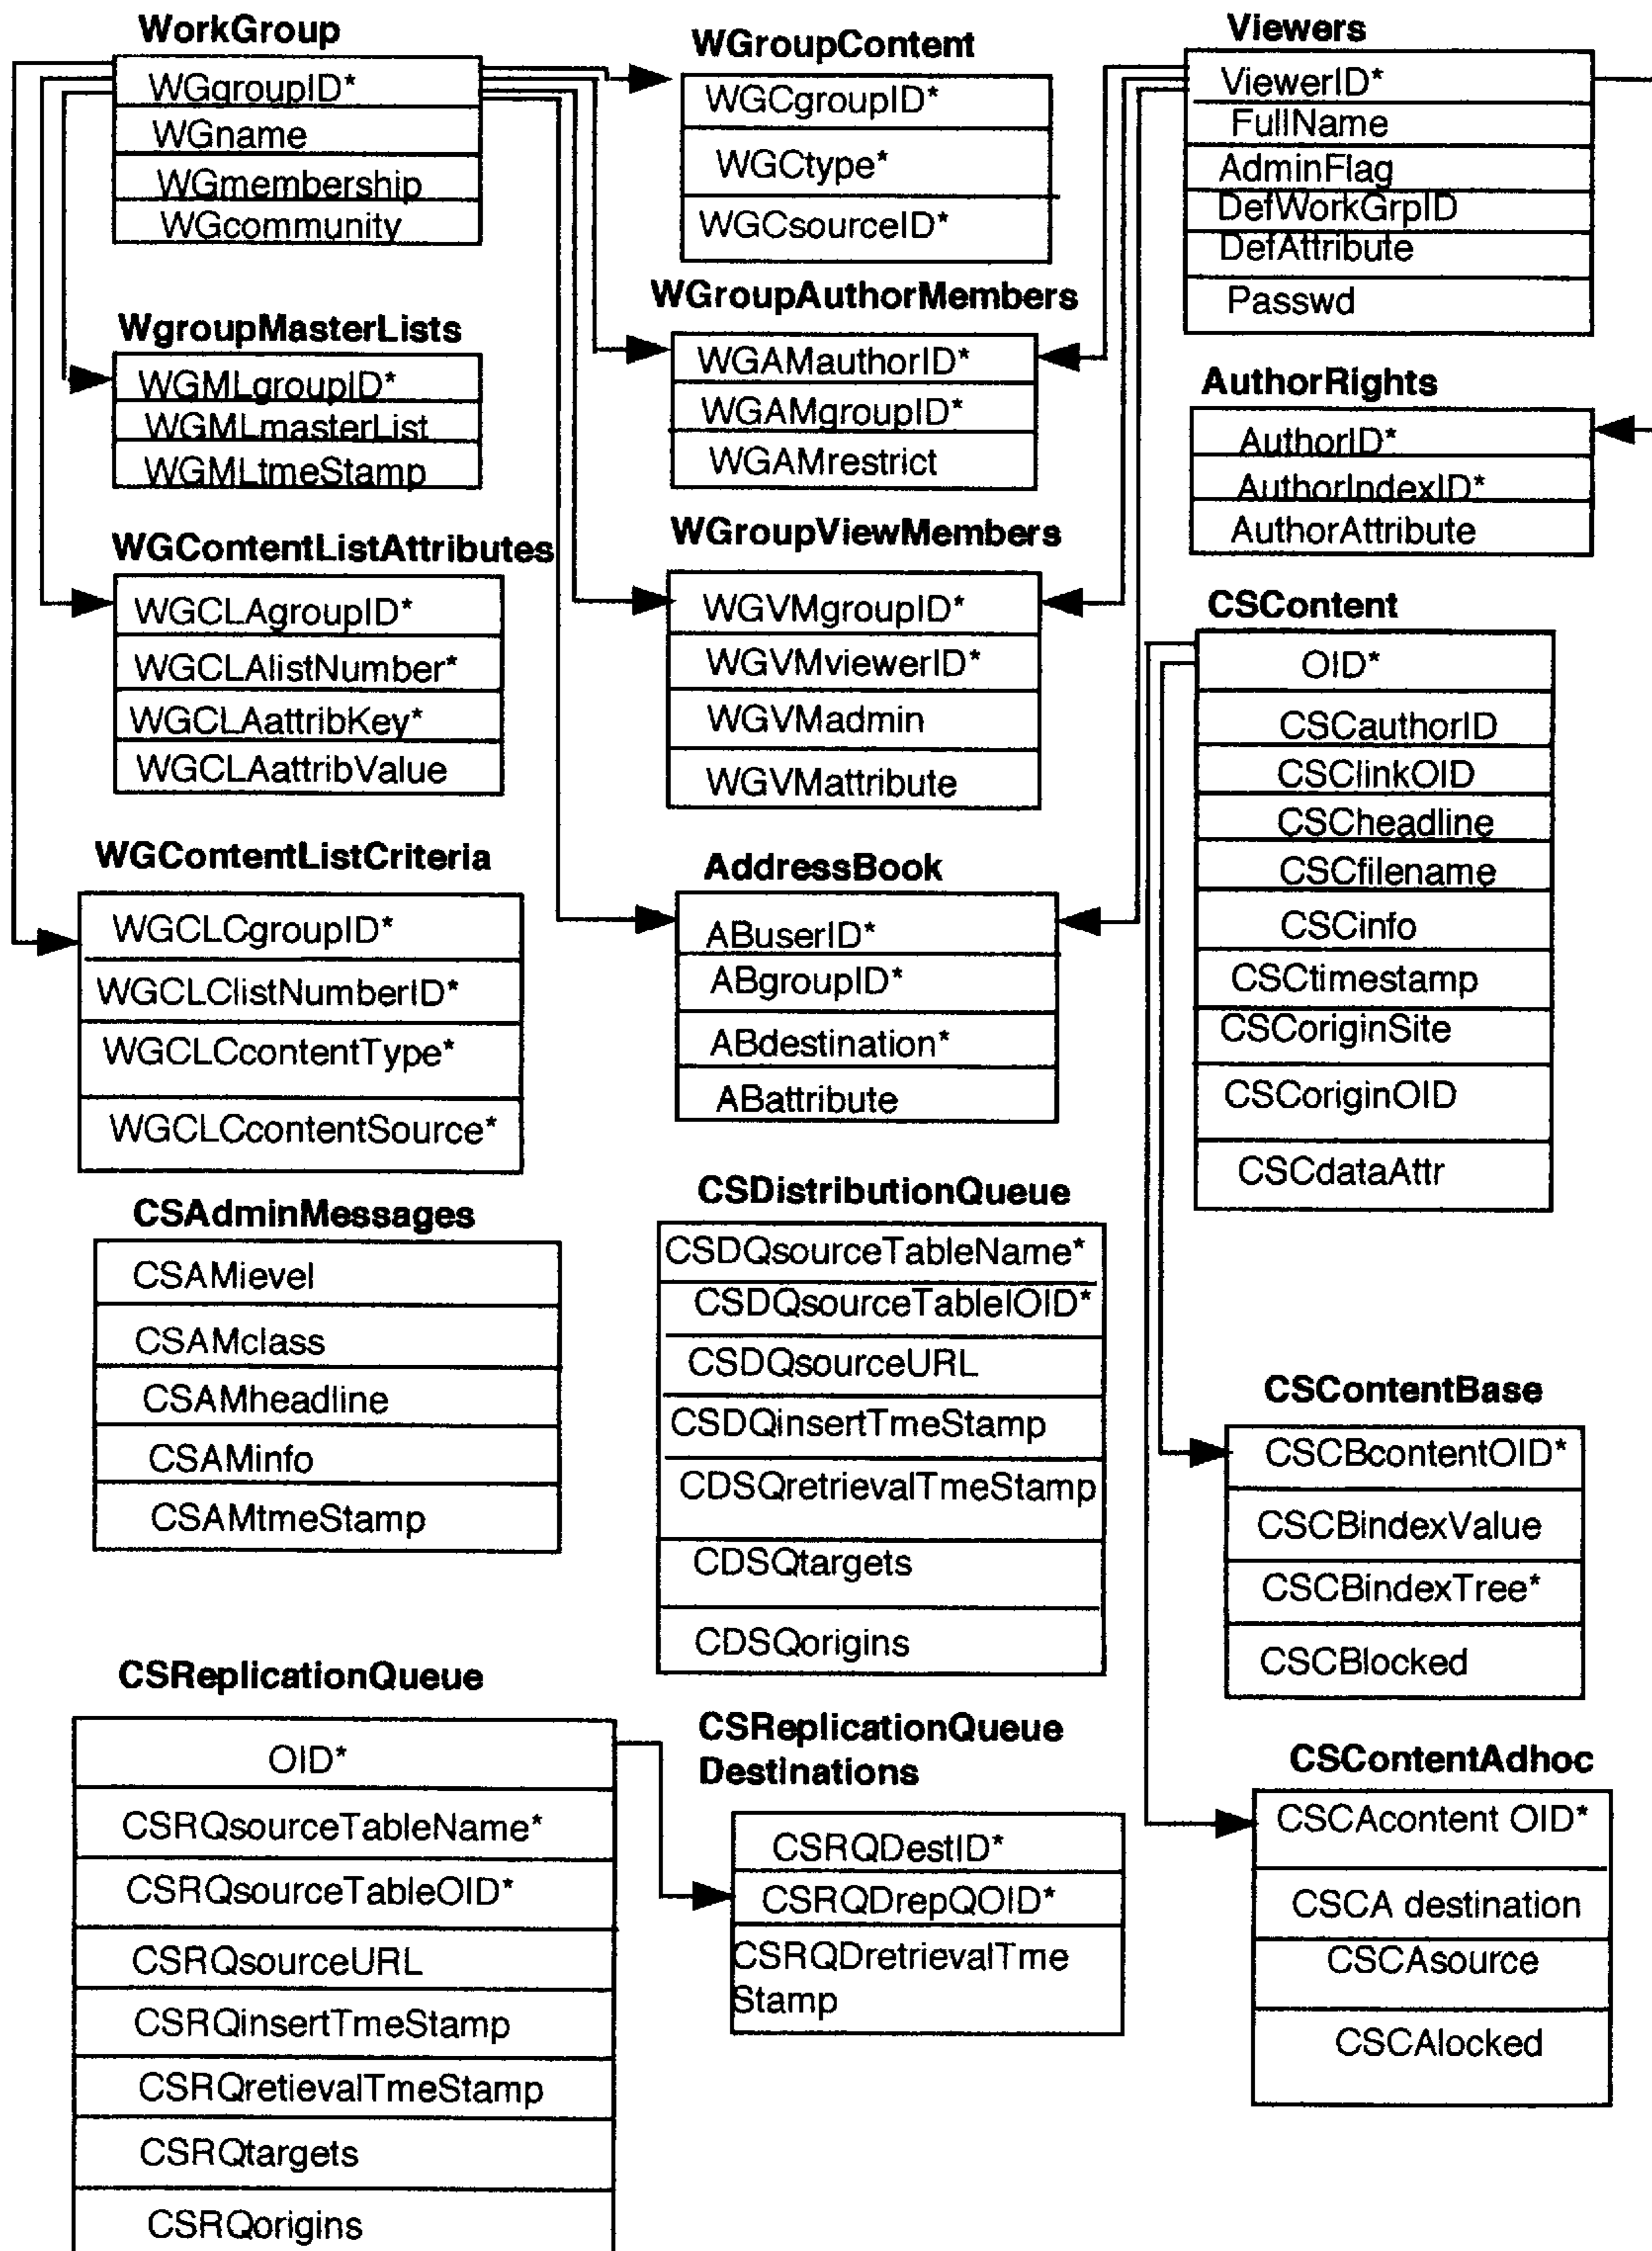 WorkGroup
WGgroupID*
WGname
WGmembership
WGcommunity
WgroupMasterLists
WGMLgroupID*
WGMLmasterList
WGMLtmeStamp
WGContentListAttributes
WGCLAgroupID*
WGCLAlistNumber*
WGCLAattribKey*
WGCLAattribValue
WGContentListCriteria
WGCLCgroupID*
WGCLClistNumberID*
WGCLCcontentType*
WGCLCcontentSource*
CSAdminMessages
CSAMievel
CSAMclass
CSAMheadline
CSAMinfo
CSAMtmeStamp
CSReplicationQueue
OID*
CSRQsourceTableName*
CSRQsourceTableOID*
CSRQsourceURL
CSRQinsertTmeStamp
CSRQretievalTmeStamp
CSRQtargets
CSRQorigins
WGroupContent
WGCgroupID*
WGCtype*
WGCsourceID*
WGroupAuthorMembers
WGAMauthorID*
WGAMgroupID*
WGAMrestrict
WGroupViewMembers
WGVMgroupID*
WGVMviewerID*
WGVMadmin
WGVMattribute
AddressBook
ABuserID*
ABgroupID*
ABdestination*
ABattribute
CSDistributionQueue
CSDQsourceTableName*
CSDQsourceTableIOID*
CSDQsourceURL
CSDQinsertTmeStamp
CDSQretrievalTmeStamp
CDSQtargets
CDSQorigins
CSReplicationQueue
Destinations
CSRQDestID*
CSRQDrepQOID*
CSRQDretrievalTme
Stamp
Viewers
ViewerID*
FullName
AdminFlag
DefWorkGrpID
DefAttribute
Passwd
AuthorRights
AuthorID*
AuthorIndexID*
AuthorAttribute
CSContent
OID*
CSCauthorID
CSClinkOID
CSCheadline
CSCfilename
CSCinfo
CSCtimestamp
CSCoriginSite
CSCoriginOID
CSCdataAttr
CSContentBase
CSCBcontentOID*
CSCBindexValue
CSCBindexTree*
CSCBlocked
CSContentAdhoc
CSCAcontent OID*
CSCA destination
CSCAsource
CSCAlocked